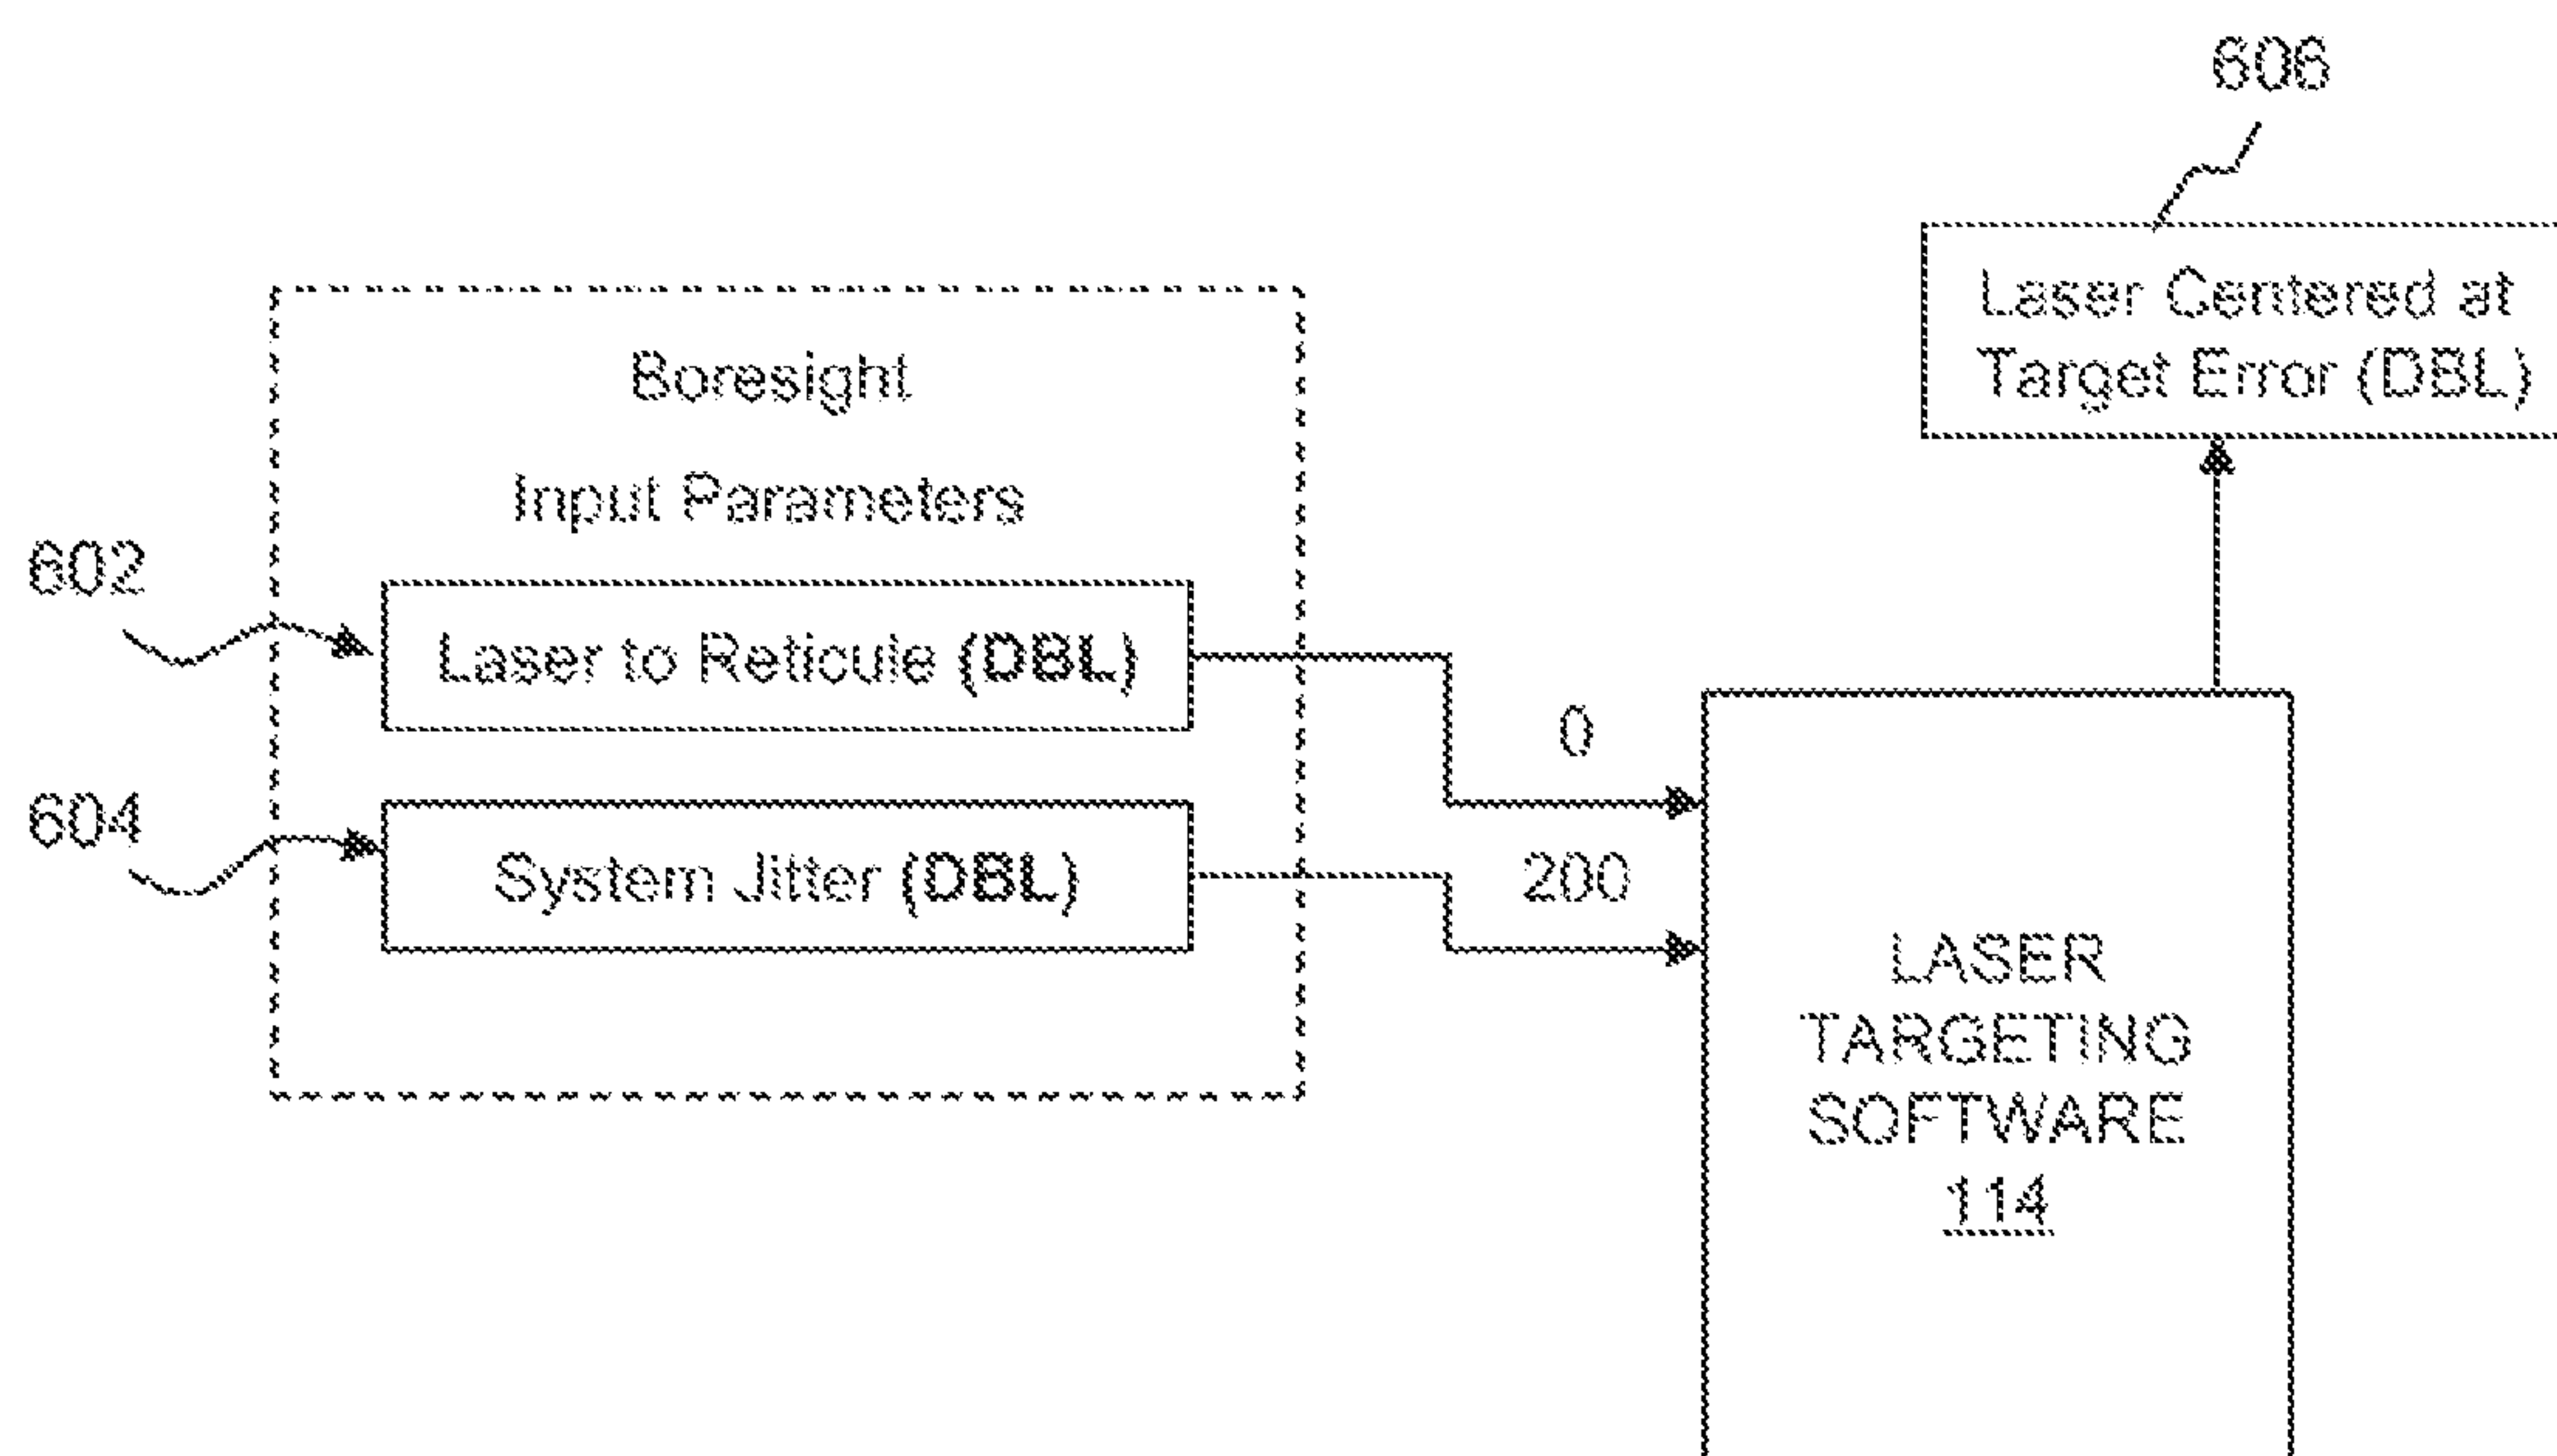 606
Laser Centered at
Target Error (DBL)
Boresight
Input Parameters
602
Laser to Reticule (DBL)
0
604
System Jitter (DBL)
200
LASER
TARGETING
SOFTWARE
114